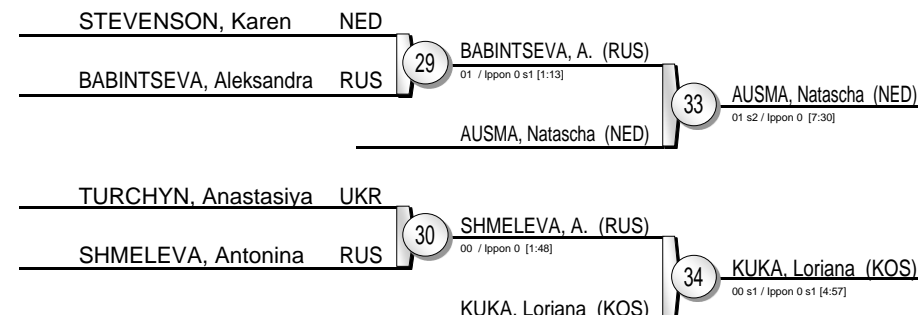 STEVENSON, Karen NED
BABINTSEVA, Aleksandra RUS
29
BABINTSEVA, A. (RUS)
01 / Ippon 0 s1 [1:13]
AUSMA, Natascha (NED)
33
AUSMA, Natascha (NED)
01 s2 / Ippon 0 [7:30]
TURCHYN, Anastasiya UKR
SHMELEVA, Antonina RUS
30
SHMELEVA, A. (RUS)
00 / Ippon 0 [1:48]
KUKA, Loriana (KOS)
34
KUKA, Loriana (KOS)
00 s1 / Ippon 0 s1 [4:57]